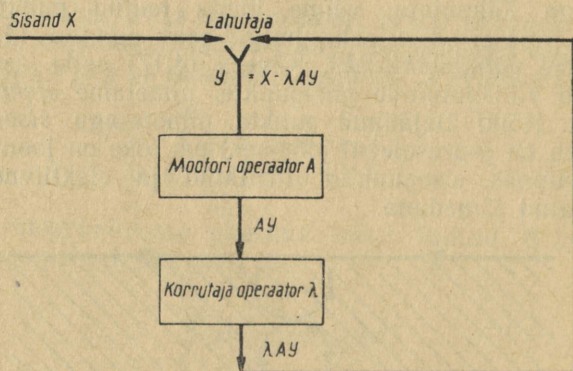 Sisand X
Lahutaja
y = X - λAy
Mootori operaator A
Ay
Korrutaja operaator λ
λAy